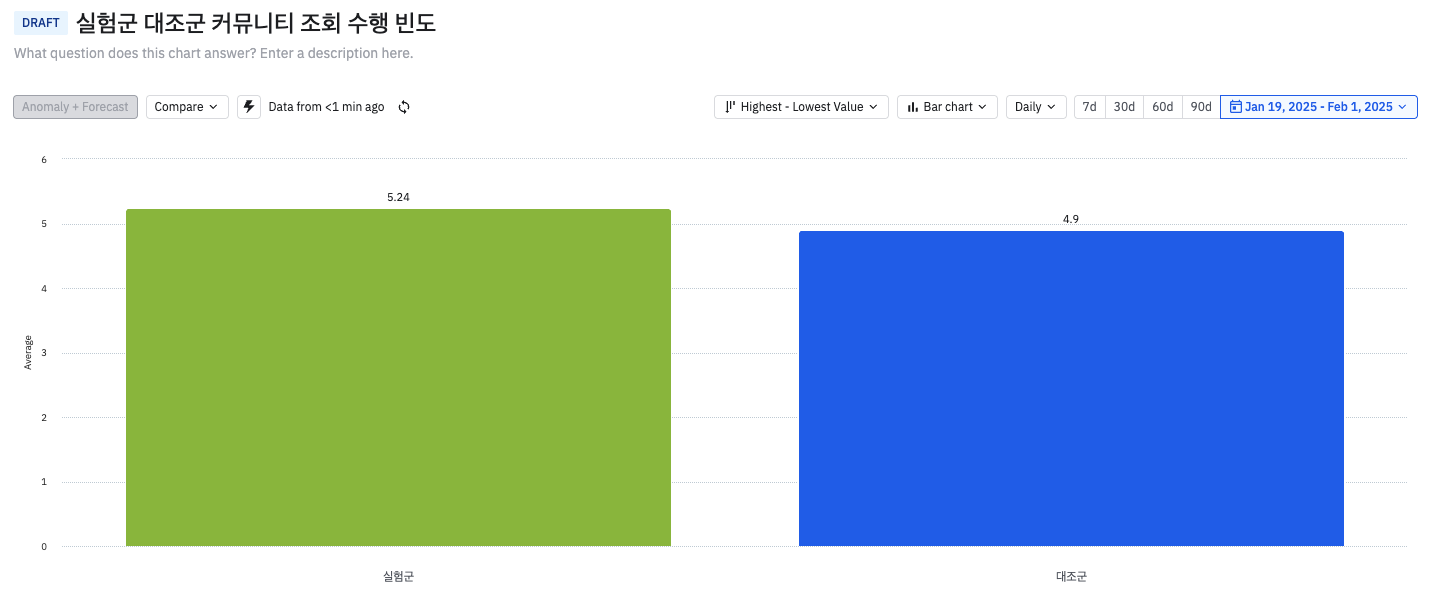 DRAFT 실험군 대조군 커뮤니티 조회 수행 빈도
What question does this chart answer? Enter a description here.
Anomaly + Forecast Compare Data from <1 min ago Highest - Lowest Value Bar chart Daily 7d 30d 60d 90d Jan 19, 2025 - Feb 1, 2025
6
5.24
4.9
5
4
Average
3
2
1
0
실험군 대조군